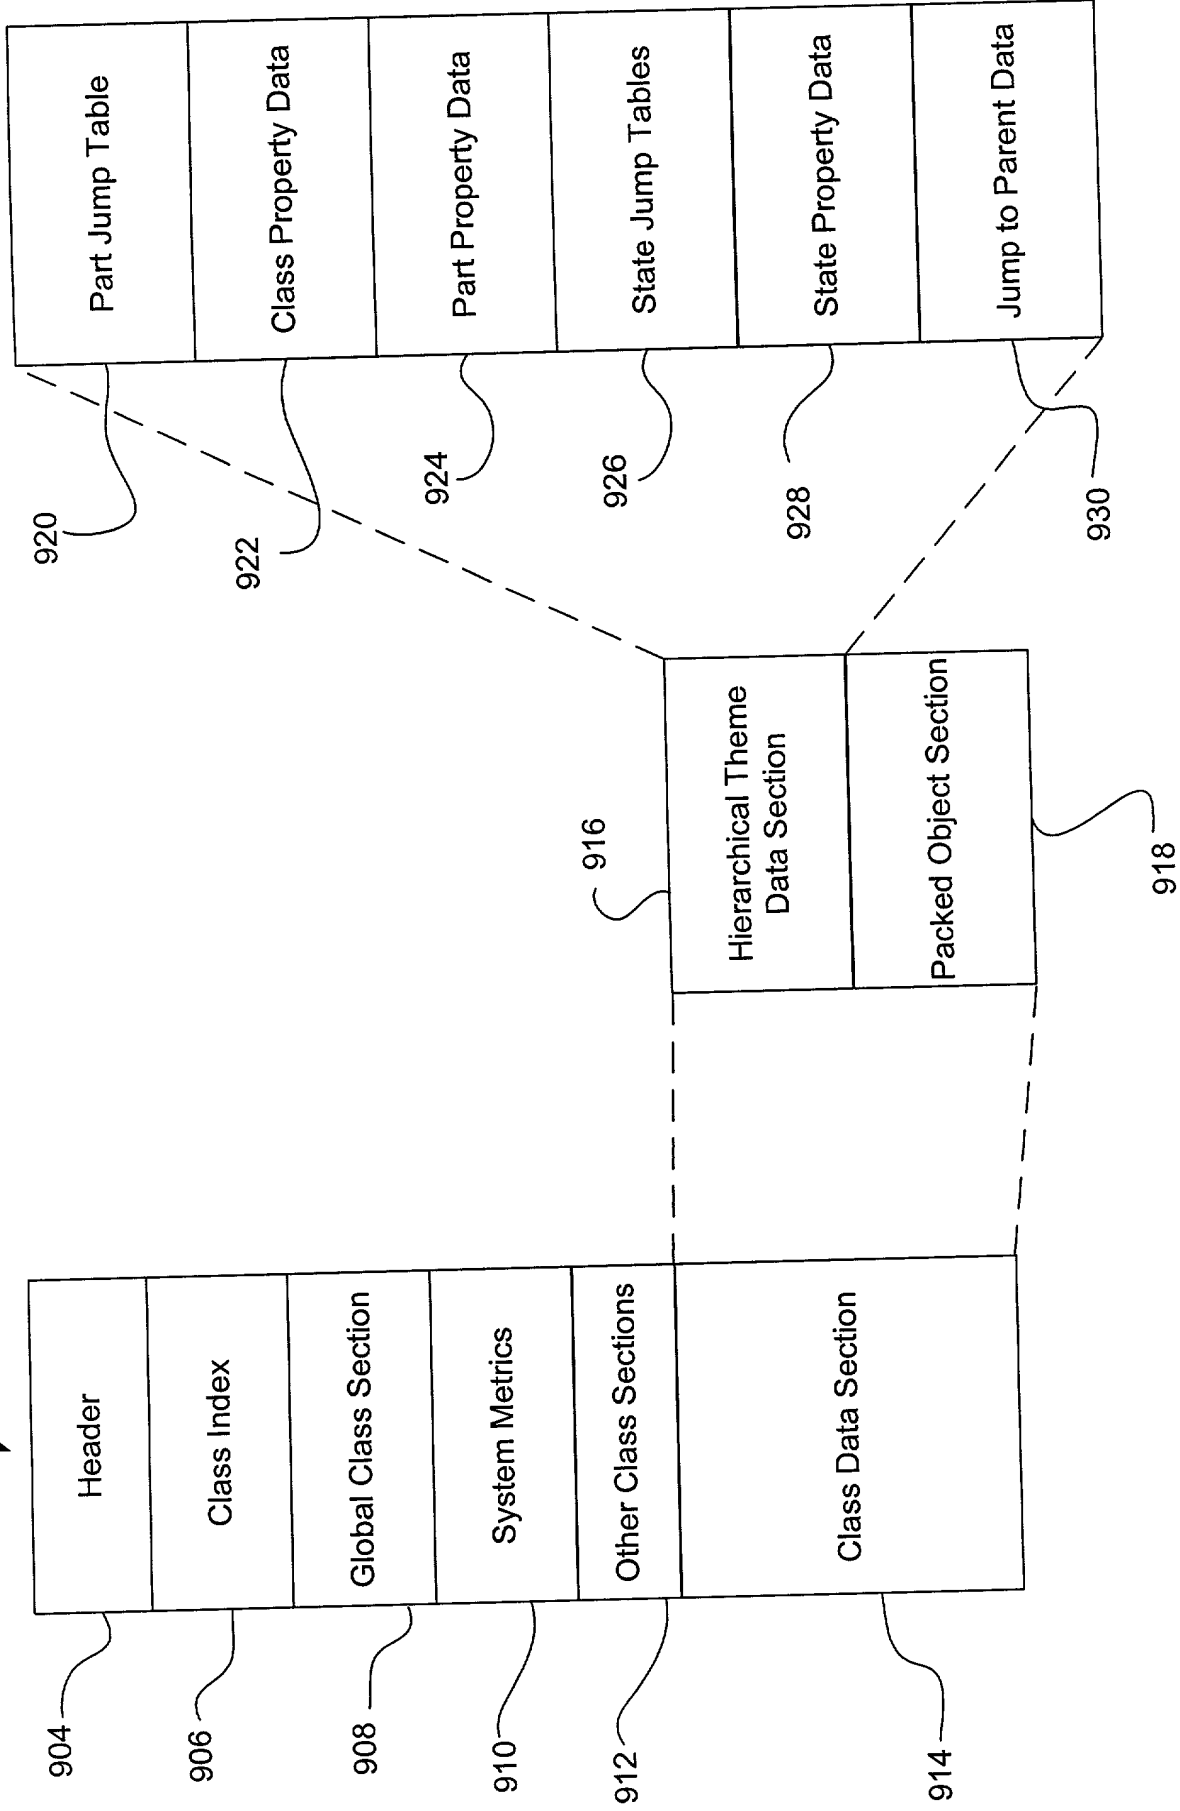 904
Header
906
Class Index
908
Global Class Section
910
System Metrics
912
Other Class Sections
914
Class Data Section
916
Hierarchical Theme
Data Section
Packed Object Section
918
920
Part Jump Table
922
Class Property Data
924
Part Property Data
926
State Jump Tables
928
State Property Data
930
Jump to Parent Data